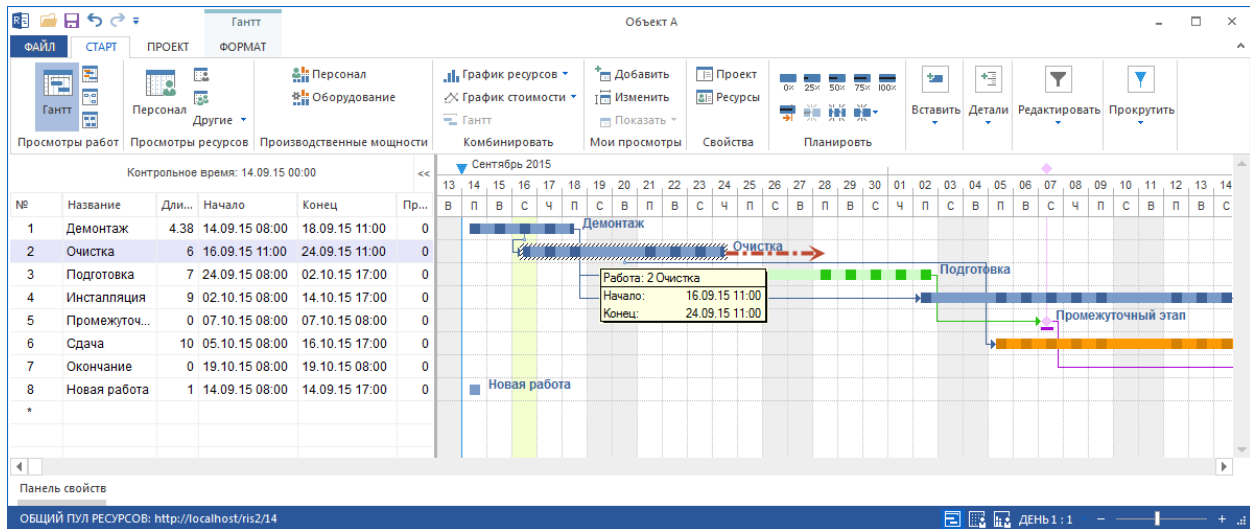 Гантт
Объект А
ФАЙЛ СТАРТ ПРОЕКТ ФОРМАТ
Гантт
Просмотры работ
Персонал
Другие
Просмотры ресурсов
Персонал
Оборудование
Производственные мощности
График ресурсов
График стоимости
Гантт
Комбинировать
Добавить
Изменить
Показать
Мои просмотры
Проект
Ресурсы
Свойства
0% 25% 50% 75% 100%
Планировть
Вставить
Детали
Редактировать
Прокрутить
Контрольное время: 14.09.15 00:00 <<
Сентябрь 2015
13 14 15 16 17 18 19 20 21 22 23 24 25 26 27 28 29 30 01 02 03 04 05 06 07 08 09 10 11 12 13 14
В П В С Ч П С В П В С Ч П С В П В С Ч П С В П В С Ч П С В П В С
№ Название Дли... Начало Конец Пр...
1 Демонтаж 4.38 14.09.15 08:00 18.09.15 11:00 0
2 Очистка 6 16.09.15 11:00 24.09.15 11:00 0
3 Подготовка 7 24.09.15 08:00 02.10.15 17:00 0
4 Инсталляция 9 02.10.15 08:00 14.10.15 17:00 0
5 Промежуточ... 0 07.10.15 08:00 07.10.15 08:00 0
6 Сдача 10 05.10.15 08:00 16.10.15 17:00 0
7 Окончание 0 19.10.15 08:00 19.10.15 08:00 0
8 Новая работа 1 14.09.15 08:00 14.09.15 17:00 0
*
Демонтаж
Очистка
Подготовка
Работа: 2 Очистка
Начало: 16.09.15 11:00
Конец: 24.09.15 11:00
Промежуточный этап
Новая работа
Панель свойств
ОБЩИЙ ПУЛ РЕСУРСОВ: http://localhost/ris2/14
ДЕНЬ 1 : 1 − +